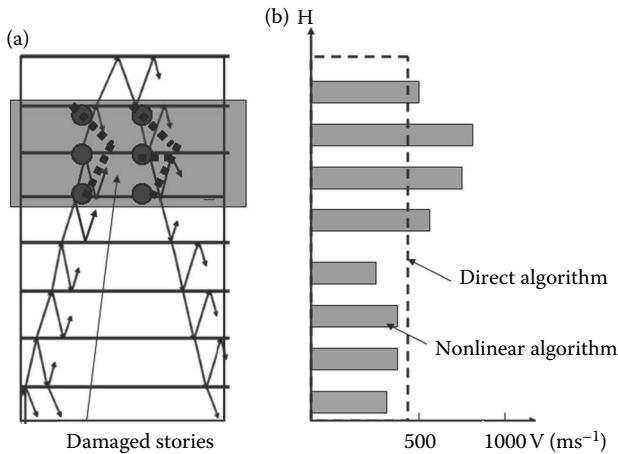 (a)
Damaged stories
(b) H
Direct algorithm
Nonlinear algorithm
500 1000 V (ms⁻¹)